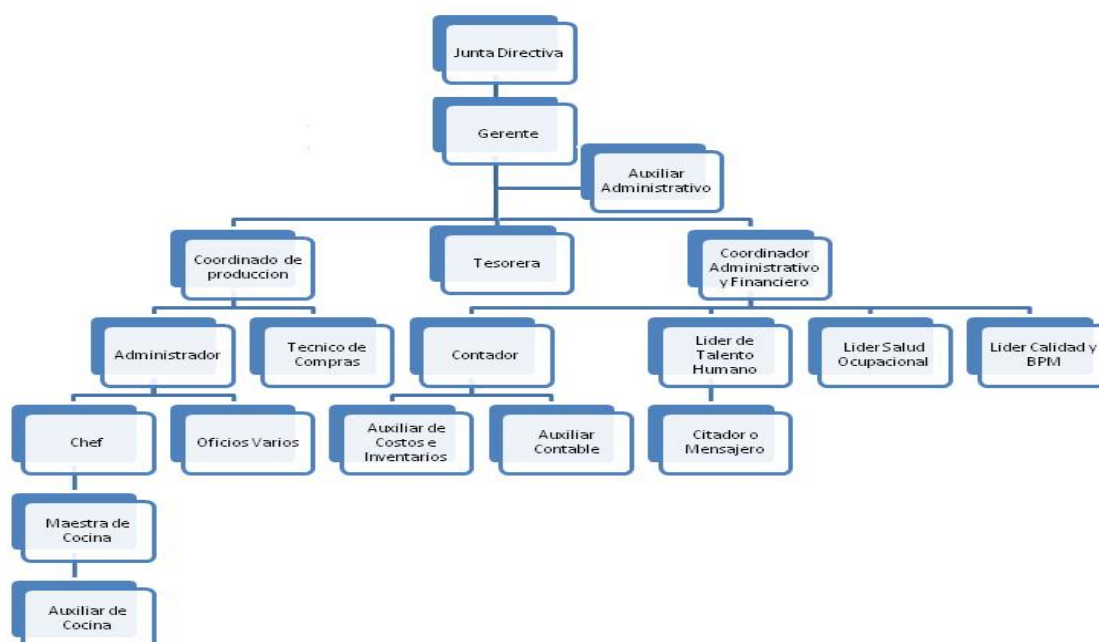 Junta Directiva
Gerente
Auxiliar
Administrativo
Coordinado de
produccion
Tesorera
Coordinador
Administrativo
y Financiero
Administrador
Tecnico de
Compras
Contador
Lider de
Talento
Humano
Lider Salud
Ocupacional
Lider Calidad y
BPM
Chef
Oficios Varios
Auxiliar de
Costos e
Inventarios
Auxiliar
Contable
Citador o
Mensajero
Maestra de
Cocina
Auxiliar de
Cocina